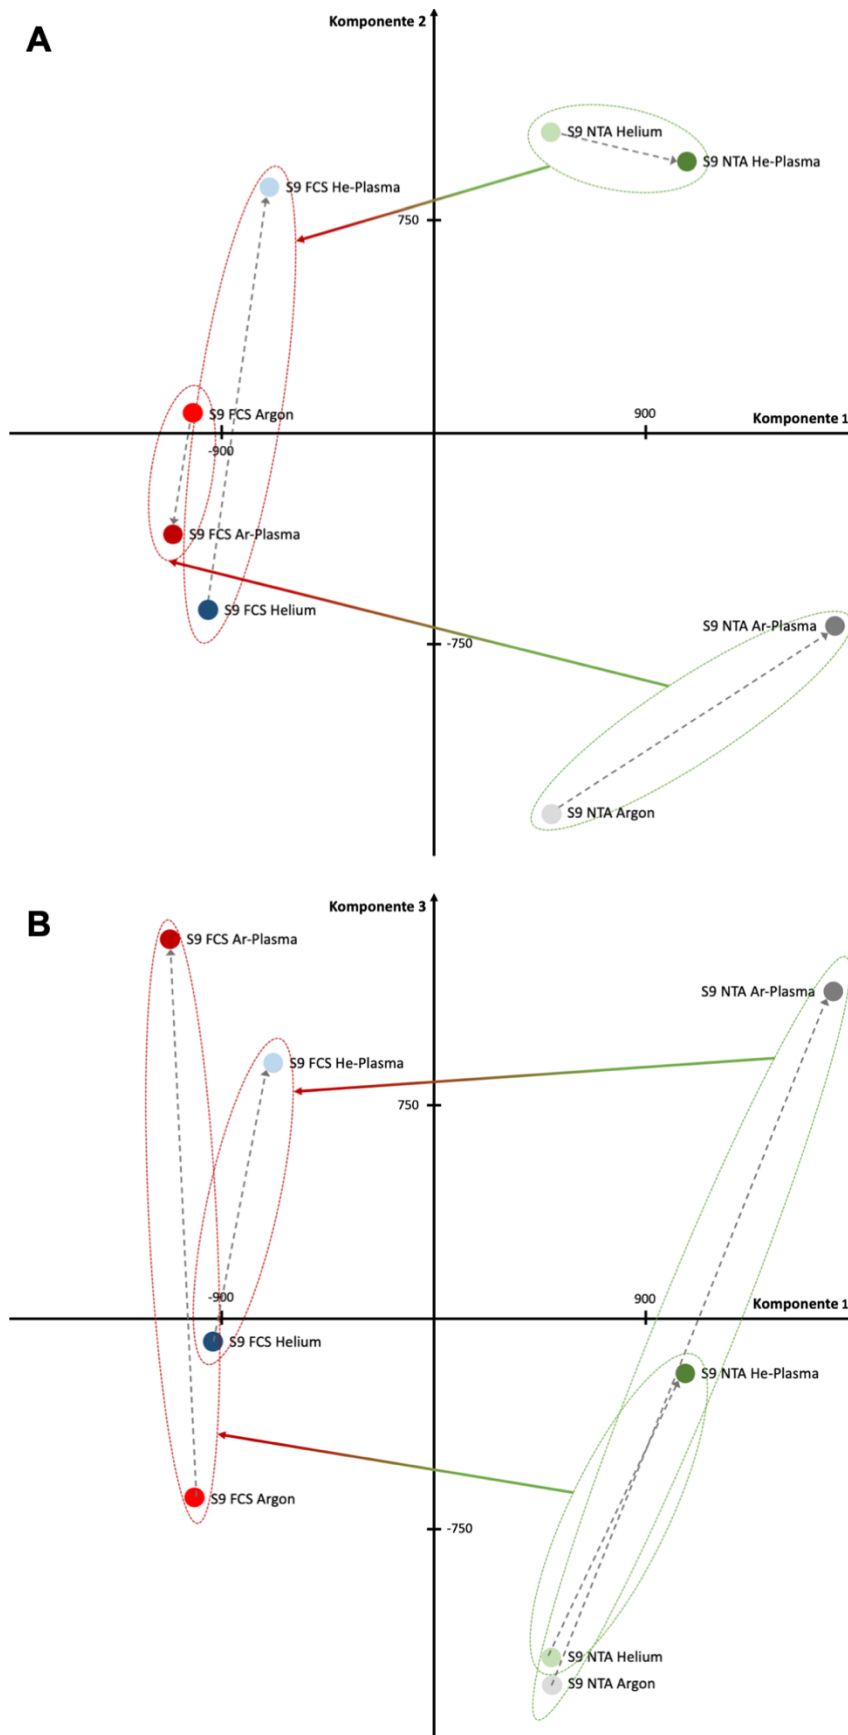 A
Komponente 2
S9 NTA Helium
S9 NTA He-Plasma
S9 FCS He-Plasma
750
S9 FCS Argon
900
Komponente 1
-900
S9 FCS Ar-Plasma
S9 FCS Helium
S9 NTA Ar-Plasma
-750
S9 NTA Argon
B
Komponente 3
S9 FCS Ar-Plasma
S9 NTA Ar-Plasma
S9 FCS He-Plasma
750
-900
900
Komponente 1
S9 FCS Helium
S9 NTA He-Plasma
S9 FCS Argon
-750
S9 NTA Helium
S9 NTA Argon